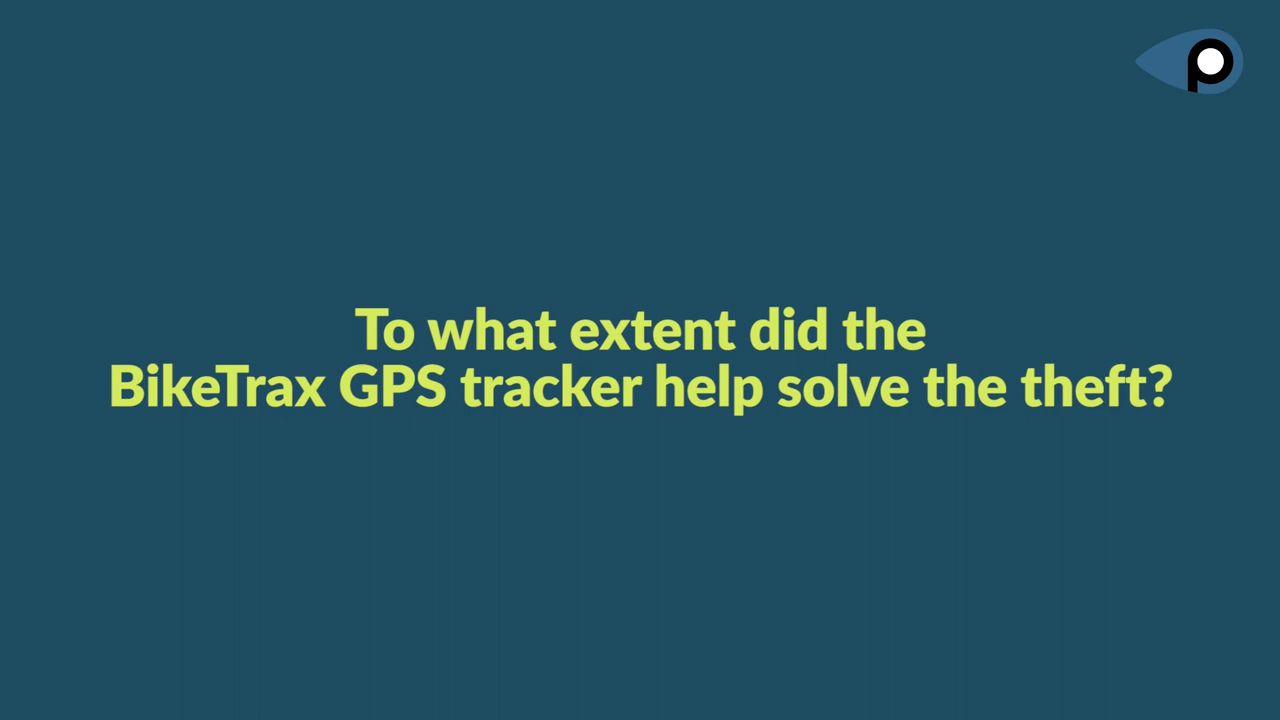 To what extent did the
BikeTrax GPS tracker help solve the theft?